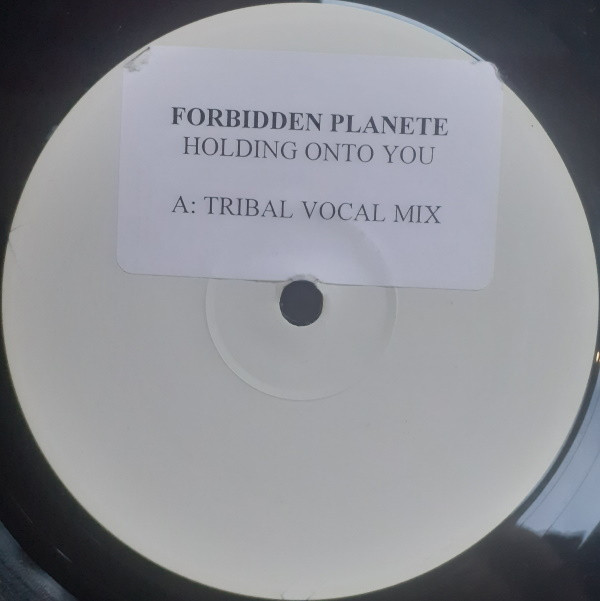 FORBIDDEN PLANETE
HOLDING ONTO YOU
A: TRIBAL VOCAL MIX